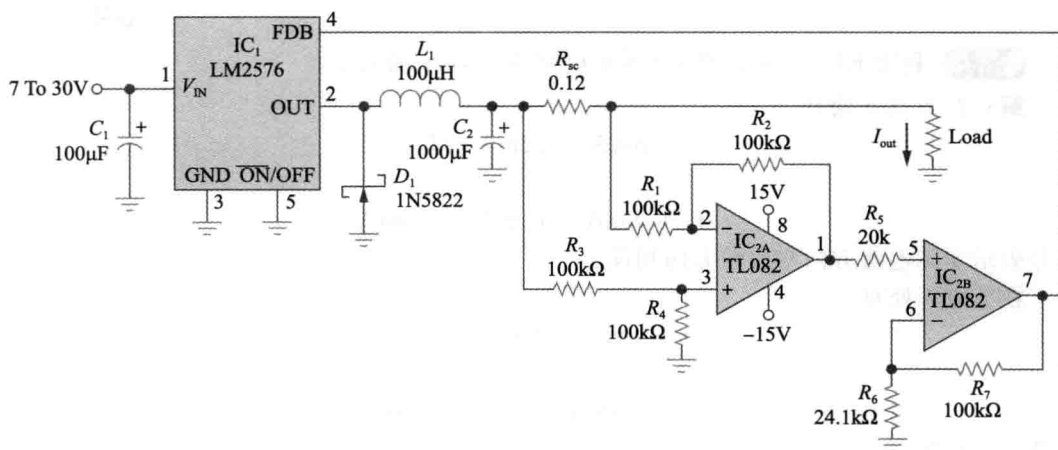 4
FDB
IC1
LM2576
7 To 30V
1
VIN
C1
100μF
+
OUT
2
GND
ON/OFF
3
5
L1
100μH
C2
1000μF
+
D1
1N5822
Rsc
0.12
Iout
Load
R2
100kΩ
R1
100kΩ
R3
100kΩ
R4
100kΩ
2
−
3
+
IC2A
TL082
15V
8
4
−15V
1
R5
20k
5
+
6
−
IC2B
TL082
7
R6
24.1kΩ
R7
100kΩ